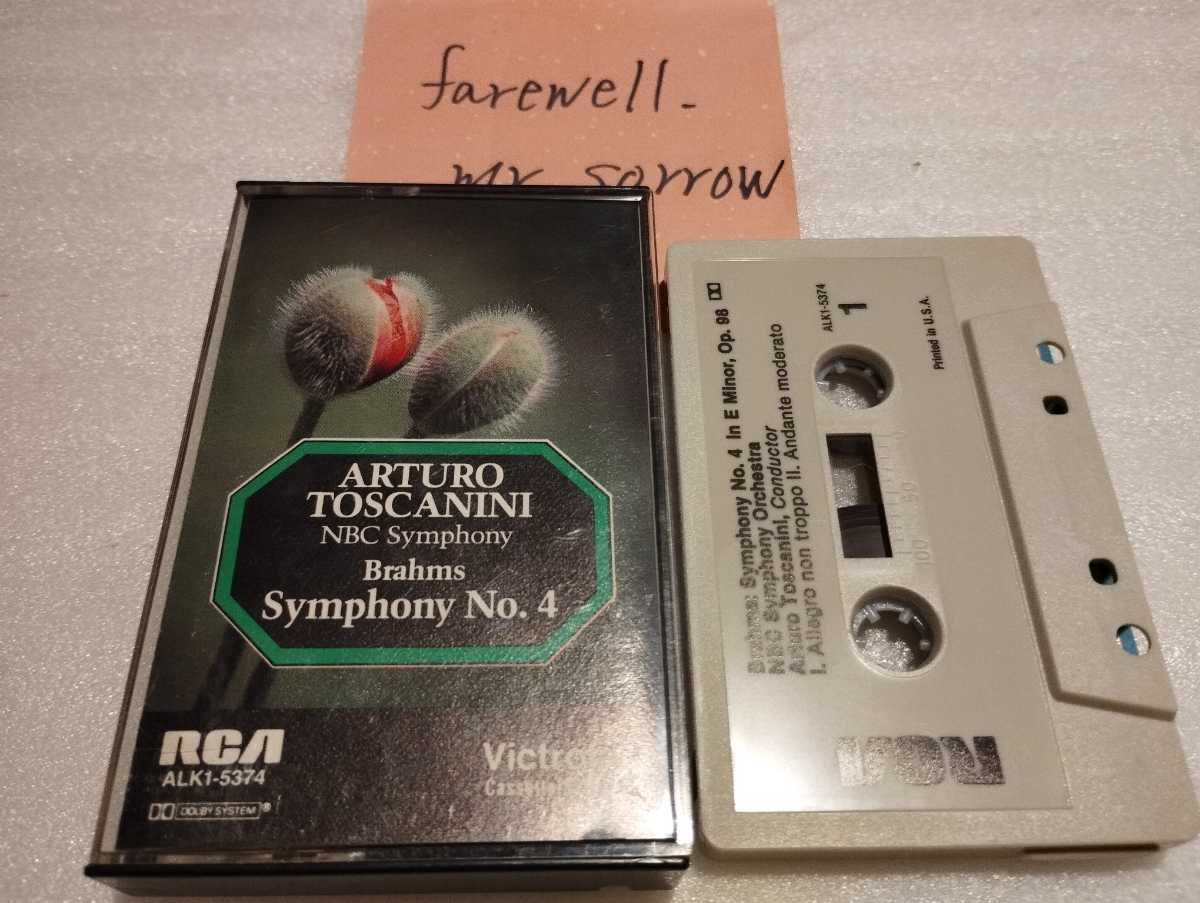 farewell-
mr sorrow
ARTURO
TOSCANINI
NBC Symphony
Brahms
Symphony No. 4
RCA
ALK1-5374
DOLBY SYSTEM®
Brahms: Symphony No. 4 In E Minor, Op. 98
NBC Symphony Orchestra
Arturo Toscanini, Conductor
I. Allegro non troppo II. Andante moderato
ALK1-5374
1
Printed in U.S.A.
100 50
RCA